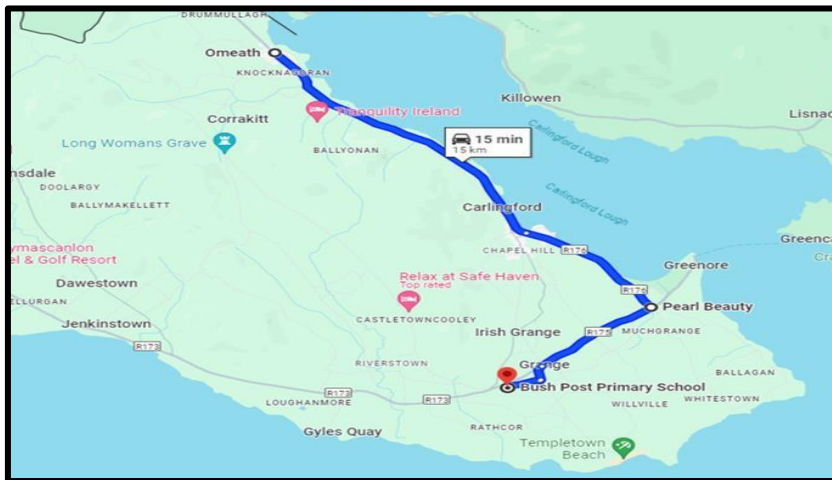 DRUMMULLAGH
Omeath
KNOCKNAGORAN
Killowen
Tranquility Ireland
Corrakitt
Lisnac
Carlingford Lough
Long Womans Grave
BALLYONAN
15 min
15 km
nsdale
DOOLARGY
Carlingford Lough
BALLYMAKELLETT
Carlingford
Greenca
Cra
ymascanlon
el & Golf Resort
CHAPEL HILL
R176
Greenore
Relax at Safe Haven
Top rated
Dawestown
R176
ELLURGAN
Pearl Beauty
CASTLETOWNCOOLEY
Jenkinstown
Irish Grange
R175
MUCHGRANGE
R173
RIVERSTOWN
Grange
BALLAGAN
Bush Post Primary School
R173
R173
LOUGHANMORE
WILLVILLE
WHITESTOWN
Gyles Quay
RATHCOR
Templetown
Beach